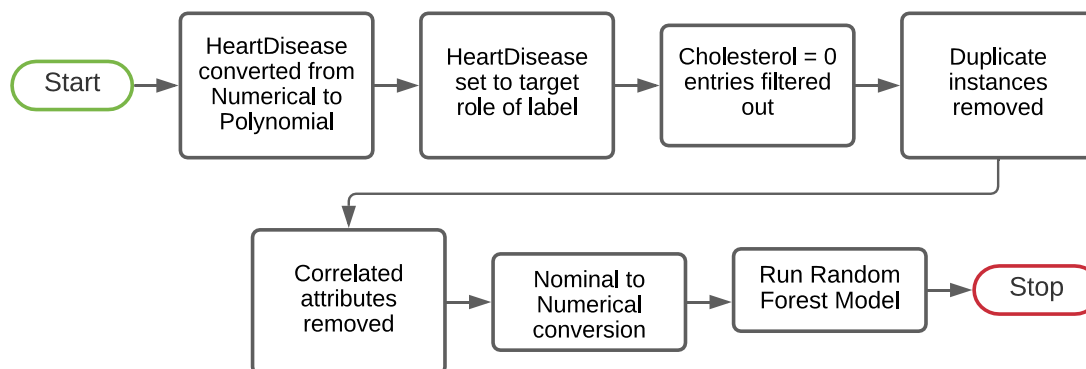 Start
HeartDisease
converted from
Numerical to
Polynomial
HeartDisease
set to target
role of label
Cholesterol = 0
entries filtered
out
Duplicate
instances
removed
Correlated
attributes
removed
Nominal to
Numerical
conversion
Run Random
Forest Model
Stop